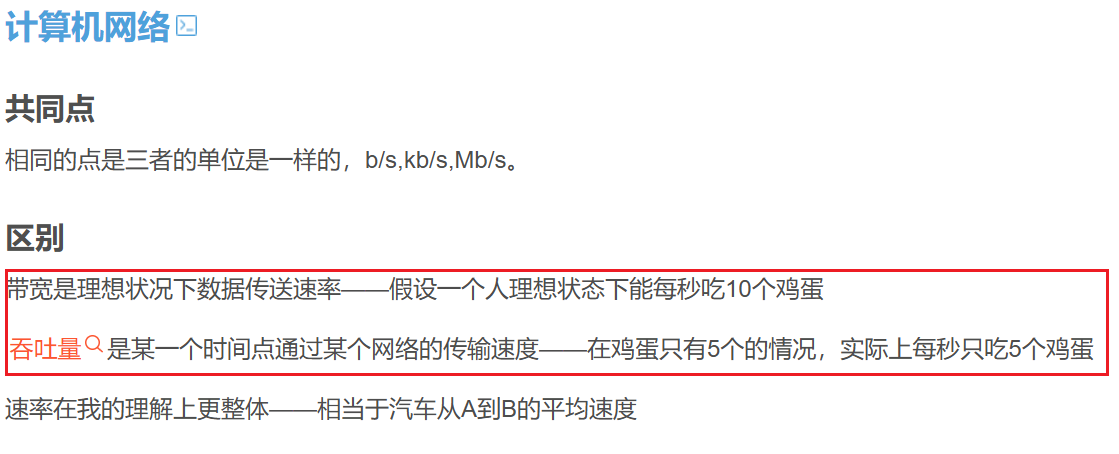 计算机网络
共同点
相同的点是三者的单位是一样的，b/s,kb/s,Mb/s。
区别
带宽是理想状况下数据传送速率——假设一个人理想状态下能每秒吃10个鸡蛋
吞吐量是某一个时间点通过某个网络的传输速度——在鸡蛋只有5个的情况，实际上每秒只吃5个鸡蛋
速率在我的理解上更整体——相当于汽车从A到B的平均速度